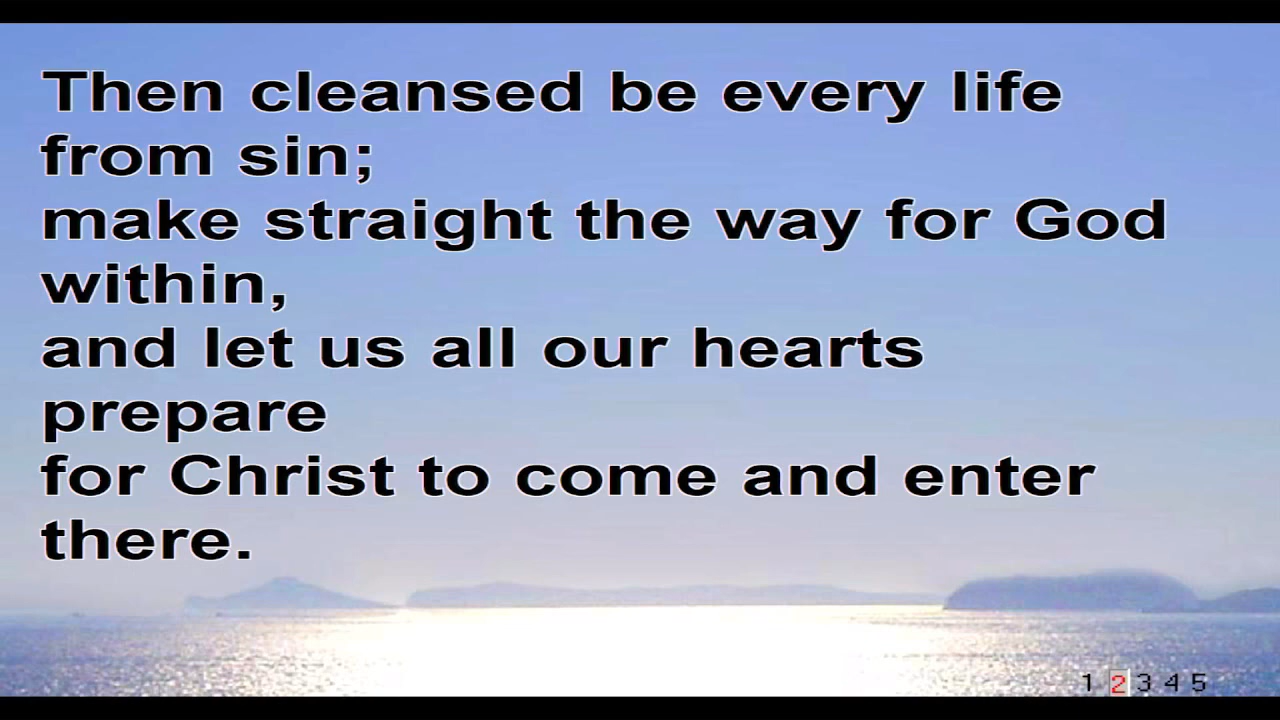 Then cleansed be every life
from sin;
make straight the way for God
within,
and let us all our hearts
prepare
for Christ to come and enter
there.
1 2 3 4 5